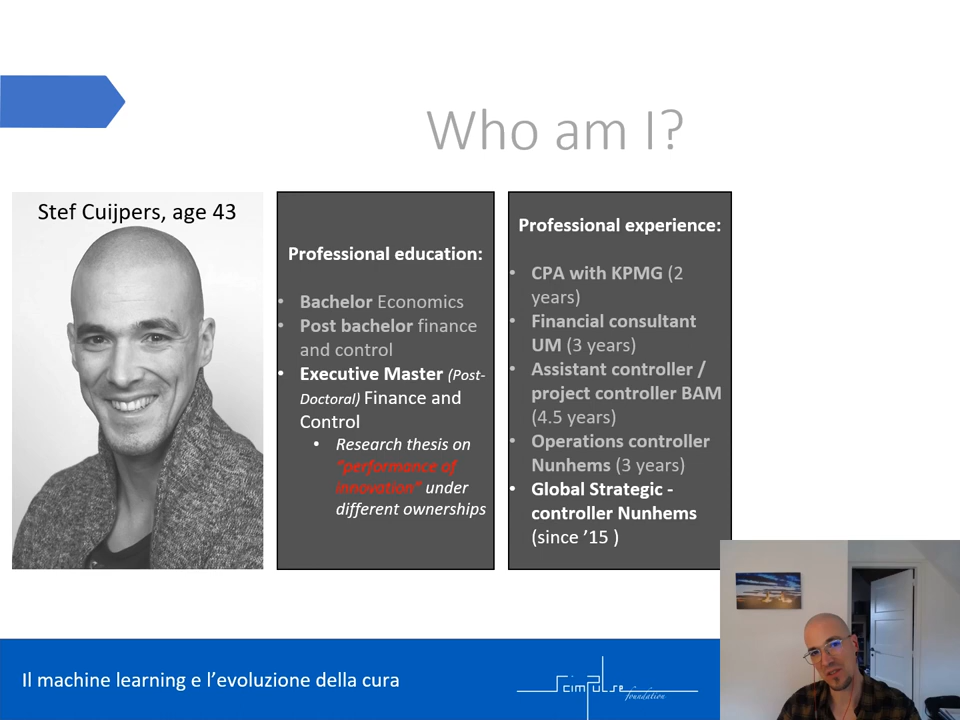 Who am I?
Stef Cuijpers, age 43
Professional education:
• Bachelor Economics
• Post bachelor finance
and control
• Executive Master (Post-
Doctoral) Finance and
Control
• Research thesis on
“performance of
innovation” under
different ownerships
Professional experience:
• CPA with KPMG (2
years)
• Financial consultant
UM (3 years)
• Assistant controller /
project controller BAM
(4.5 years)
• Operations controller
Nunhems (3 years)
• Global Strategic -
controller Nunhems
(since ’15 )
Il machine learning e l’evoluzione della cura
scimpulse
foundation